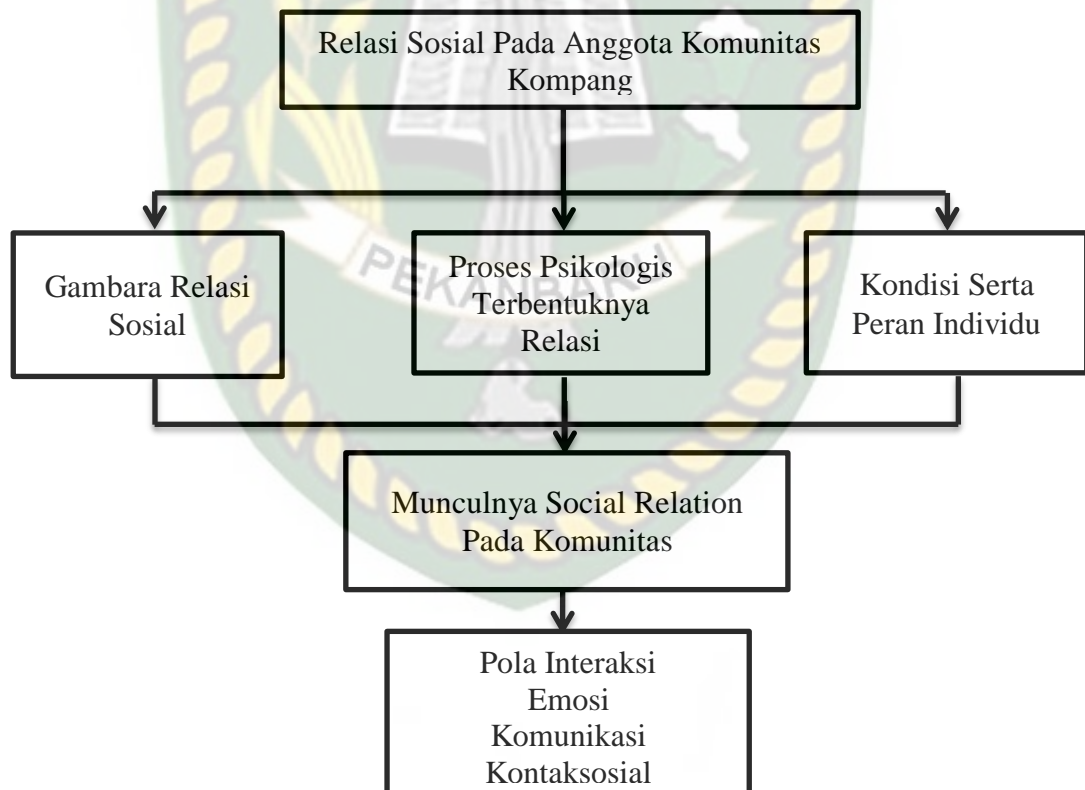 Relasi Sosial Pada Anggota Komunitas
Kompang
Gambara Relasi
Sosial
Proses Psikologis
Terbentuknya
Relasi
Kondisi Serta
Peran Individu
PEKANBARU
Munculnya Social Relation
Pada Komunitas
Pola Interaksi
Emosi
Komunikasi
Kontaksosial